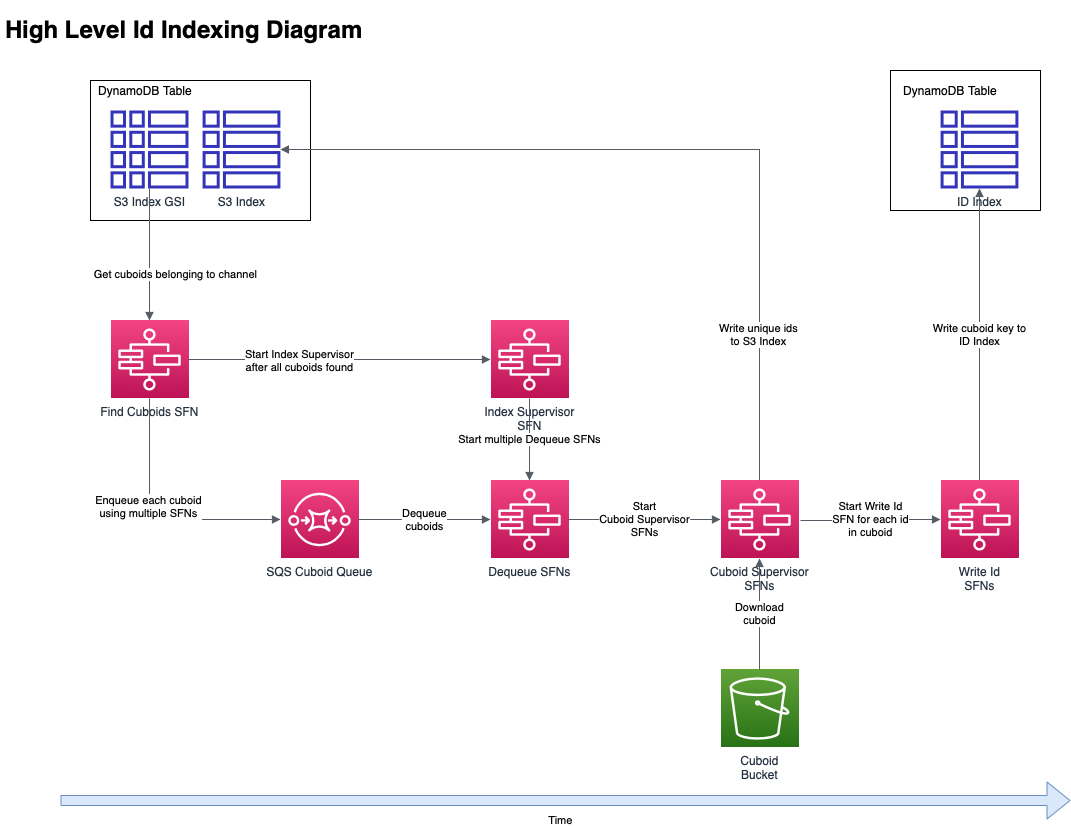 High Level Id Indexing Diagram
DynamoDB Table
S3 Index GSI
S3 Index
DynamoDB Table
ID Index
Get cuboids belonging to channel
Write unique ids
to S3 Index
Write cuboid key to
ID Index
Find Cuboids SFN
Start Index Supervisor
after all cuboids found
Index Supervisor
SFN
Start multiple Dequeue SFNs
Enqueue each cuboid
using multiple SFNs
SQS Cuboid Queue
Dequeue
cuboids
Dequeue SFNs
Start
Cuboid Supervisor
SFNs
Cuboid Supervisor
SFNs
Start Write Id
SFN for each id
in cuboid
Write Id
SFNs
Download
cuboid
Cuboid
Bucket
Time